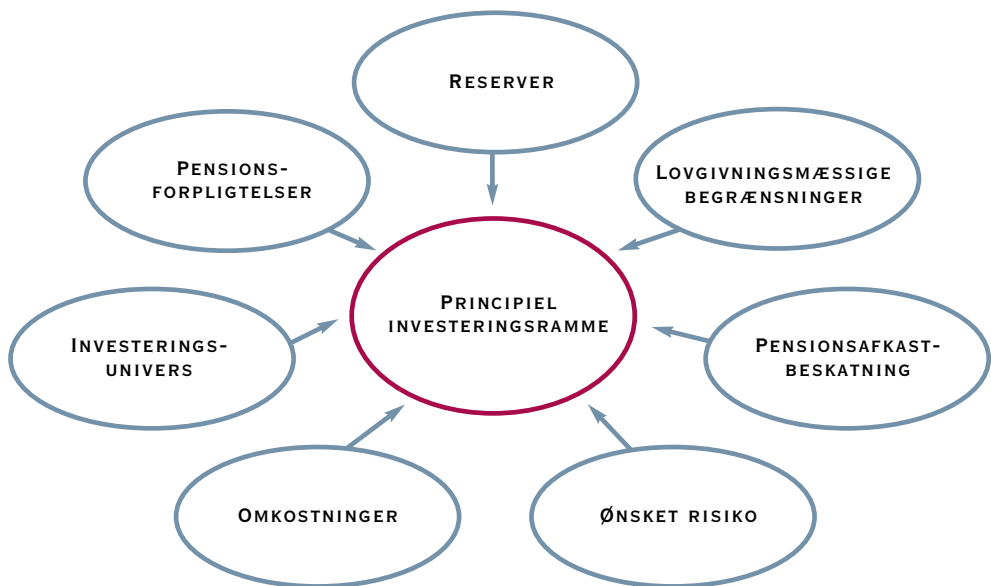 RESERVER
PENSIONS-
FORPLIGTELSER
LOVGIVNINGSMÆSSIGE
BEGRÆNSNINGER
PRINCIPIEL
INVESTERINGSRAMME
INVESTERINGS-
UNIVERS
PENSIONSAFKAST-
BESKATNING
OMKOSTNINGER
ØNSKET RISIKO